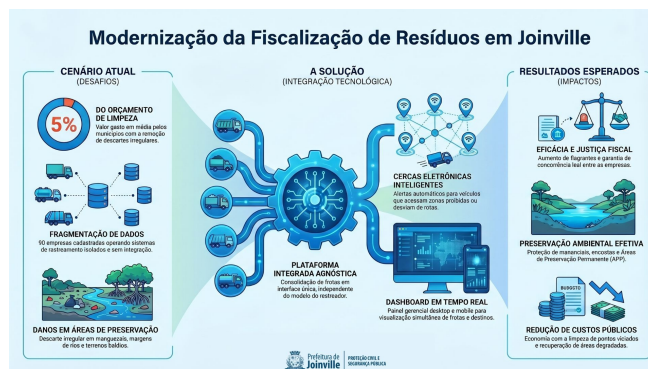 Modernização da Fiscalização de Resíduos em Joinville
CENÁRIO ATUAL
(DESAFIOS)
5%
DO ORÇAMENTO
DE LIMPEZA
Valor gasto em média pelos
municípios com a remoção
de descartes irregulares.
FRAGMENTAÇÃO DE DADOS
90 empresas cadastradas operando sistemas
de rastreamento isolados e sem integração.
DANOS EM ÁREAS DE PRESERVAÇÃO
Descarte irregular em manguezais, margens
de rios e terrenos baldios.
A SOLUÇÃO
(INTEGRAÇÃO TECNOLÓGICA)
PLATAFORMA
INTEGRADA AGNÓSTICA
Consolidação de frotas em
interface única, independente
do modelo do rastreador.
CERCAS ELETRÔNICAS
INTELIGENTES
Alertas automáticos para veículos
que acessam zonas proibidas ou
desviam de rotas.
DASHBOARD EM TEMPO REAL
Painel gerencial desktop e mobile para
visualização simultânea de frotas e destinos.
RESULTADOS ESPERADOS
(IMPACTOS)
EFICÁCIA E JUSTIÇA FISCAL
Aumento de flagrantes e garantia de
concorrência leal entre as empresas.
PRESERVAÇÃO AMBIENTAL EFETIVA
Proteção de mananciais, encostas e Áreas
de Preservação Permanente (APP).
BUDGSTO
REDUÇÃO DE CUSTOS PÚBLICOS
Economia com a limpeza de pontos viciados
e recuperação de áreas degradadas.
Prefeitura de
Joinville
PROTEÇÃO CIVIL E
SEGURANÇA PÚBLICA